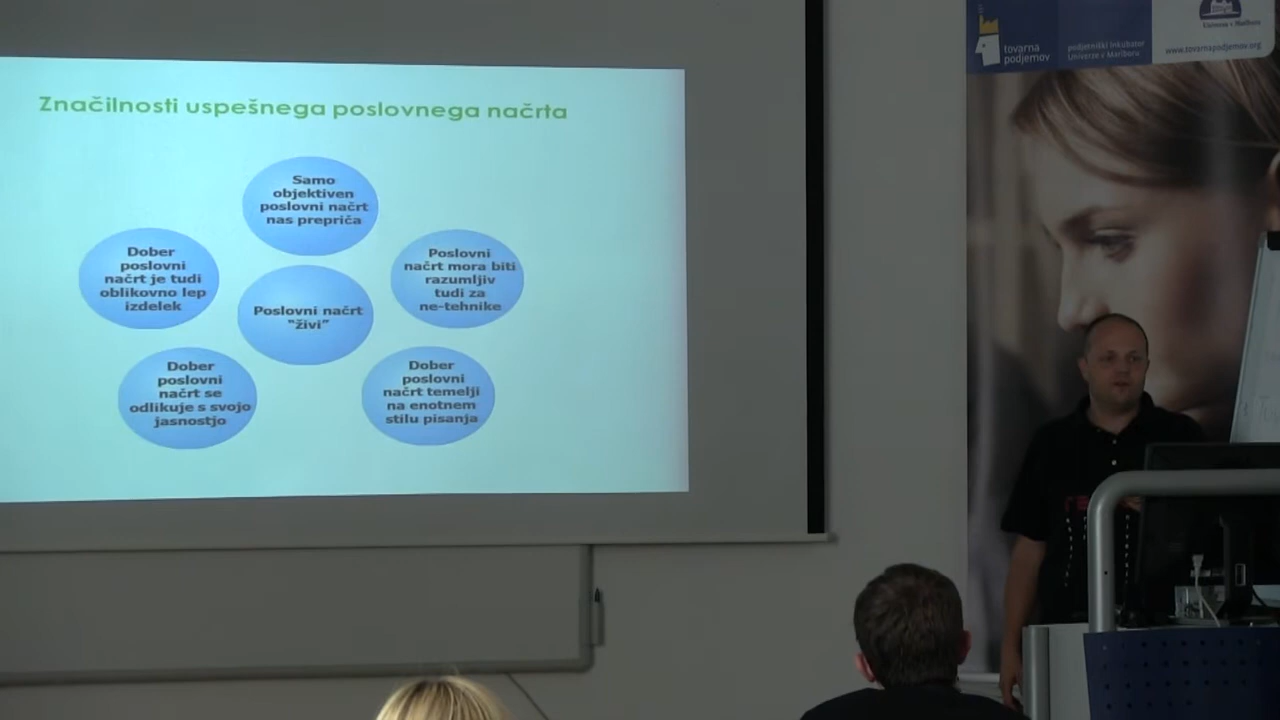 Značilnosti uspešnega poslovnega načrta
Samo
objektiven
poslovni načrt
nas prepriča
Dober
poslovni
načrt je tudi
oblikovno lep
izdelek
Poslovni
načrt mora biti
razumljiv
tudi za
ne-tehnike
Poslovni načrt
"živi"
Dober
poslovni
načrt se
odlikuje s svojo
jasnostjo
Dober
poslovni
načrt temelji
na enotnem
stilu pisanja
tovarna
podjemov
podjetniški inkubator
Univerze v Mariboru
Univerza v Mariboru
www.tovarnapodjemov.org